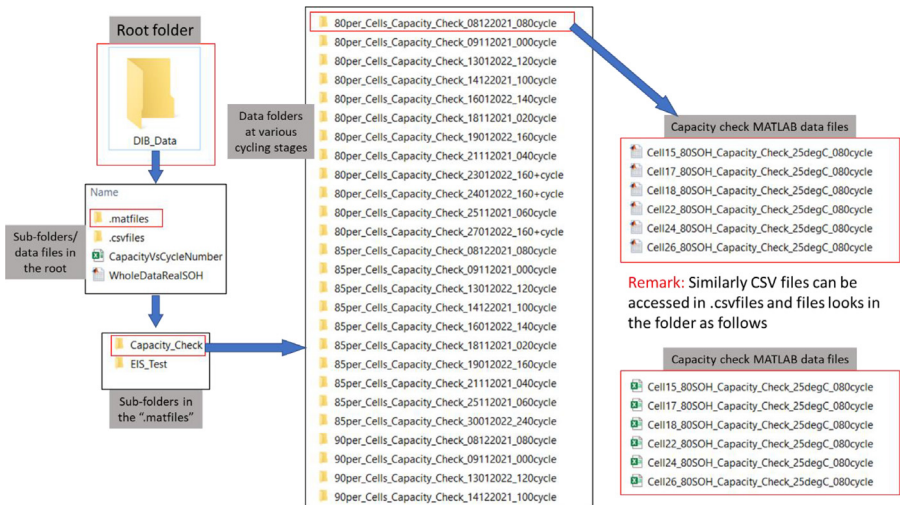 Root folder
DIB_Data
Name
.matfiles
.csvfiles
CapacityVsCycleNumber
WholeDataRealSOH
Sub-folders/
data files in
the root
Capacity_Check
EIS_Test
Sub-folders in
the ".matfiles"
Data folders
at various
cycling stages
80per_Cells_Capacity_Check_08122021_080cycle
80per_Cells_Capacity_Check_09112021_000cycle
80per_Cells_Capacity_Check_13012022_120cycle
80per_Cells_Capacity_Check_14122021_100cycle
80per_Cells_Capacity_Check_16012022_140cycle
80per_Cells_Capacity_Check_18112021_020cycle
80per_Cells_Capacity_Check_19012022_160cycle
80per_Cells_Capacity_Check_21112021_040cycle
80per_Cells_Capacity_Check_23012022_160+cycle
80per_Cells_Capacity_Check_24012022_160+cycle
80per_Cells_Capacity_Check_25112021_060cycle
80per_Cells_Capacity_Check_27012022_160+cycle
85per_Cells_Capacity_Check_08122021_080cycle
85per_Cells_Capacity_Check_09112021_000cycle
85per_Cells_Capacity_Check_13012022_120cycle
85per_Cells_Capacity_Check_14122021_100cycle
85per_Cells_Capacity_Check_16012022_140cycle
85per_Cells_Capacity_Check_18112021_020cycle
85per_Cells_Capacity_Check_19012022_160cycle
85per_Cells_Capacity_Check_21112021_040cycle
85per_Cells_Capacity_Check_25112021_060cycle
85per_Cells_Capacity_Check_30012022_240cycle
90per_Cells_Capacity_Check_08122021_080cycle
90per_Cells_Capacity_Check_09112021_000cycle
90per_Cells_Capacity_Check_13012022_120cycle
90per_Cells_Capacity_Check_14122021_100cycle
Capacity check MATLAB data files
Cell15_80SOH_Capacity_Check_25degC_080cycle
Cell17_80SOH_Capacity_Check_25degC_080cycle
Cell18_80SOH_Capacity_Check_25degC_080cycle
Cell22_80SOH_Capacity_Check_25degC_080cycle
Cell24_80SOH_Capacity_Check_25degC_080cycle
Cell26_80SOH_Capacity_Check_25degC_080cycle
Remark: Similarly CSV files can be
accessed in .csvfiles and files looks in
the folder as follows
Capacity check MATLAB data files
Cell15_80SOH_Capacity_Check_25degC_080cycle
Cell17_80SOH_Capacity_Check_25degC_080cycle
Cell18_80SOH_Capacity_Check_25degC_080cycle
Cell22_80SOH_Capacity_Check_25degC_080cycle
Cell24_80SOH_Capacity_Check_25degC_080cycle
Cell26_80SOH_Capacity_Check_25degC_080cycle